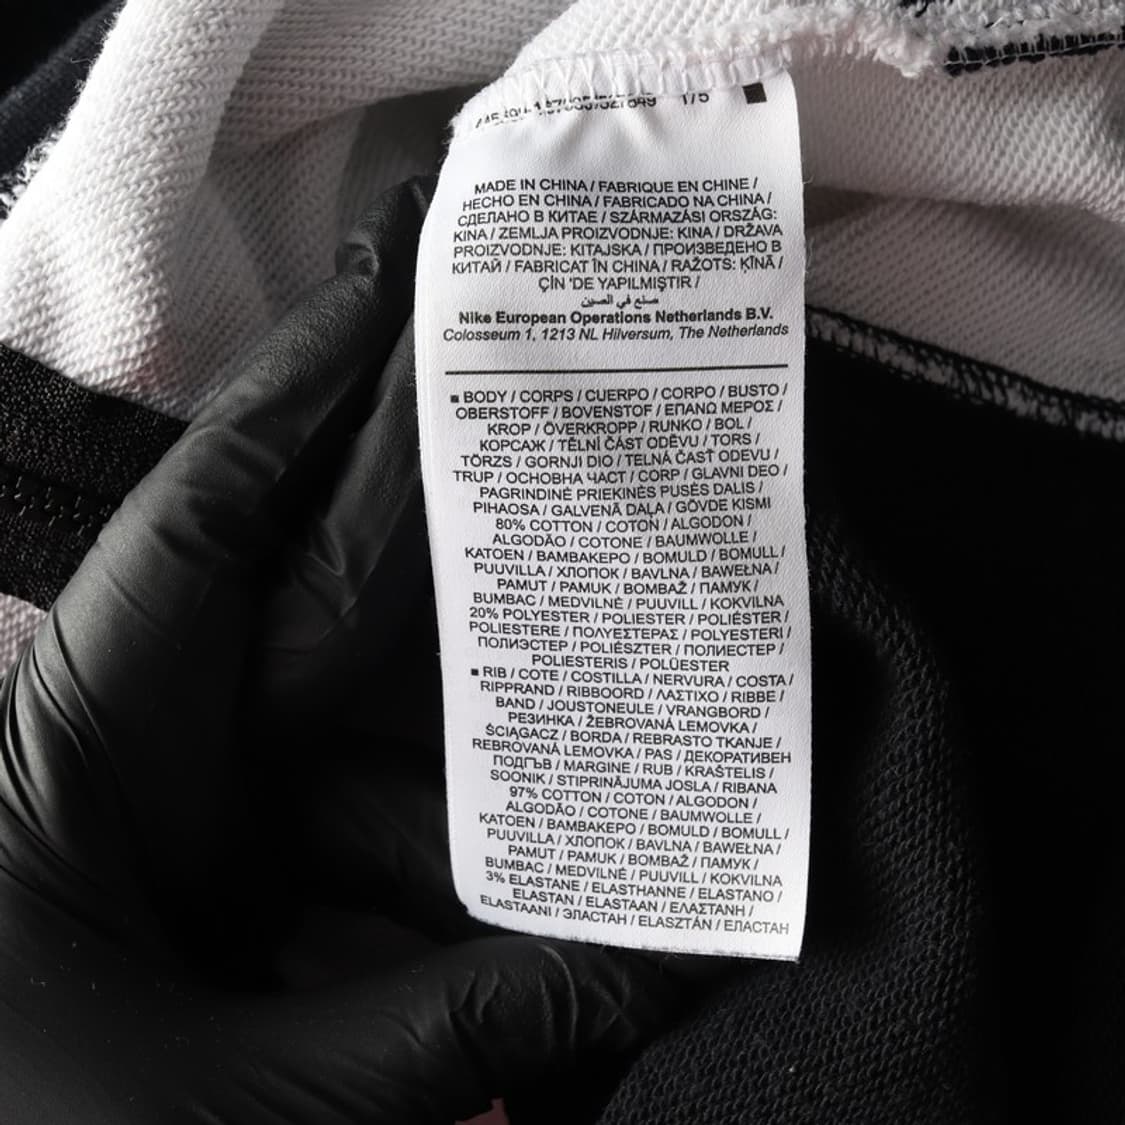 175
MADE IN CHINA / FABRIQUE EN CHINE /
HECHO EN CHINA / FABRICADO NA CHINA /
СДЕЛАНО В КИТАЕ / SZÁRMAZÁSI ORSZÁG:
KINA / ZEMLJA PROIZVODNJE: KINA / DRŽAVA
PROIZVODNJE: KITAJSKA / ПРОИЗВЕДЕНО В
КИТАЙ / FABRICAT ÎN CHINA / RAŽOTS: ĶĪNĀ /
ÇİN 'DE YAPILMIŞTIR /
صنع في الصين
Nike European Operations Netherlands B.V.
Colosseum 1, 1213 NL Hilversum, The Netherlands
■ BODY / CORPS / CUERPO / CORPO / BUSTO /
OBERSTOFF / BOVENSTOF / ΕΠΑΝΩ ΜΕΡΟΣ /
KROP / ÖVERKROPP / RUNKO / BOL /
КОРСАЖ / TĚLNÍ ČÁST ODĚVU / TORS /
TÖRZS / GORNJI DIO / TELNÁ ČASŤ ODEVU /
TRUP / ОСНОВНА ЧАСТ / CORP / GLAVNI DEO /
PAGRINDINĖ PRIEKINĖS PUSĖS DALIS /
PIHAOSA / GALVENĀ DAĻA / GÖVDE KISMI
80% COTTON / COTON / ALGODON /
ALGODÃO / COTONE / BAUMWOLLE /
KATOEN / ΒΑΜΒΑΚΕΡΟ / BOMULD / BOMULL /
PUUVILLA / ХЛОПОК / BAVLNA / BAWEŁNA /
PAMUT / PAMUK / BOMBAŽ / ПАМУК /
BUMBAC / MEDVILNĖ / PUUVILL / KOKVILNA
20% POLYESTER / POLIESTER / POLIÉSTER /
POLIESTERE / ΠΟΛΥΕΣΤΕΡΑΣ / POLYESTERI /
ПОЛИЭСТЕР / POLIÉSZTER / ПОЛИЕСТЕР /
POLIESTERIS / POLÜESTER
■ RIB / COTE / COSTILLA / NERVURA / COSTA /
RIPPRAND / RIBBOORD / ΛΑΣΤΙΧΟ / RIBBE /
BAND / JOUSTONEULE / VRANGBORD /
РЕЗИНКА / ŽEBROVANÁ LEMOVKA /
ŚCIĄGACZ / BORDA / REBRASTO TKANJE /
REBROVANÁ LEMOVKA / PAS / ДЕКОРАТИВЕН
ПОДГЪВ / MARGINE / RUB / KRAŠTELIS /
SOONIK / STIPRINĀJUMA JOSLA / RIBANA
97% COTTON / COTON / ALGODON /
ALGODÃO / COTONE / BAUMWOLLE /
KATOEN / ΒΑΜΒΑΚΕΡΟ / BOMULD / BOMULL /
PUUVILLA / ХЛОПОК / BAVLNA / BAWEŁNA /
PAMUT / PAMUK / BOMBAŽ / ПАМУК /
BUMBAC / MEDVILNĖ / PUUVILL / KOKVILNA
3% ELASTANE / ELASTHANNE / ELASTANO /
ELASTAN / ELASTAAN / ΕΛΑΣΤΑΝΗ /
ELASTAANI / ЭЛАСТАН / ELASZTÁN / ЕЛАСТАН